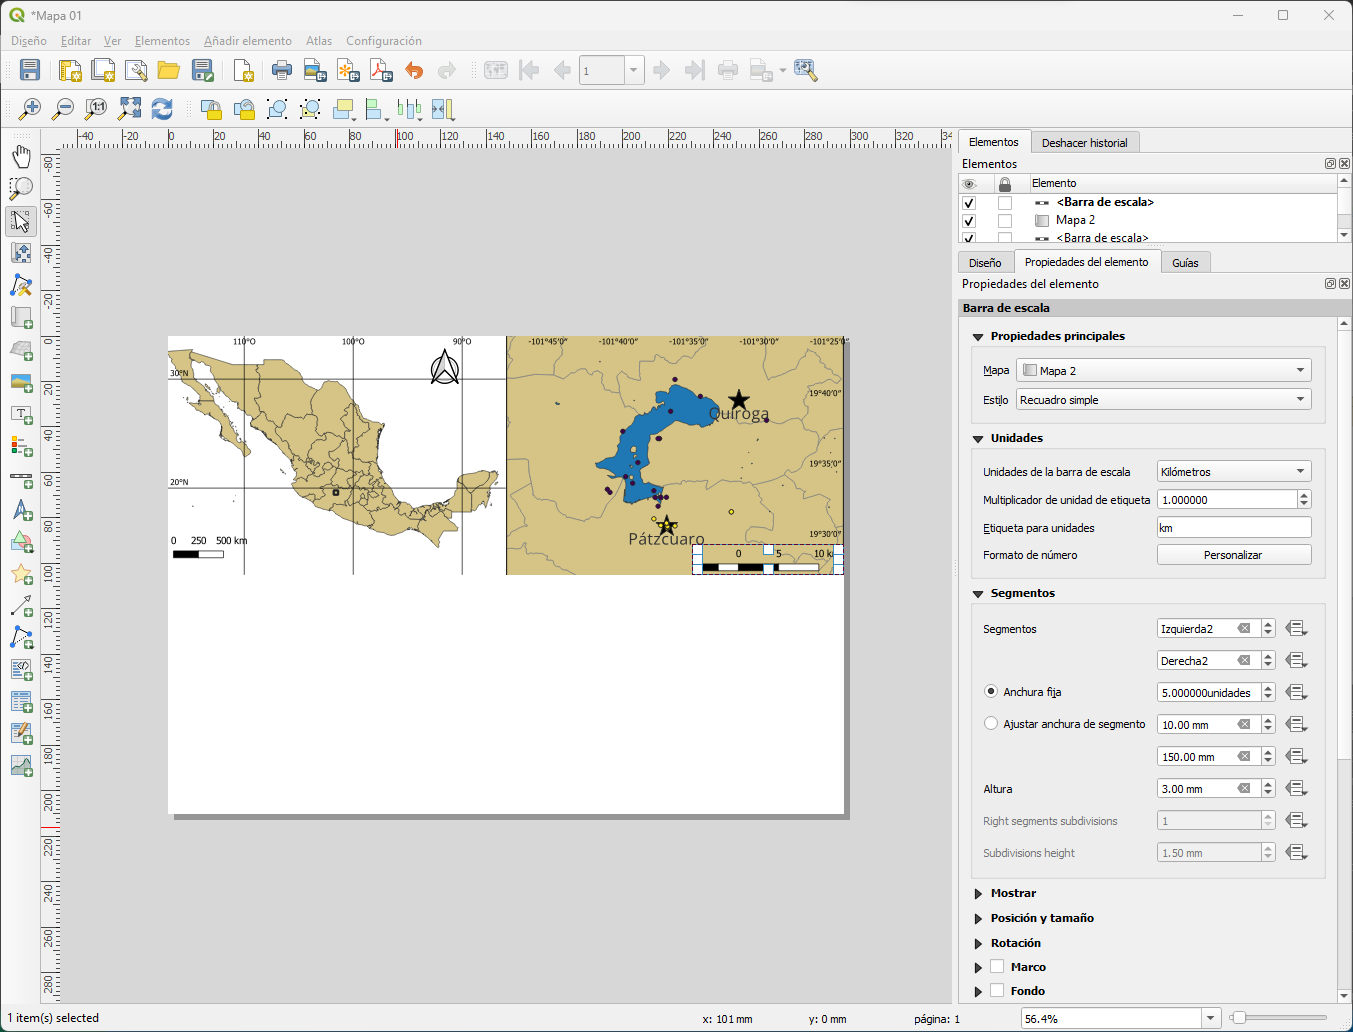 *Mapa 01
Diseño Editar Ver Elementos Añadir elemento Atlas Configuración
1
1:1
-40 -20 0 20 40 60 80 100 120 140 160 180 200 220 240 260 280 300 320 34
-80
-60
-40
-20
0
20
40
60
80
100
120
140
160
180
200
220
240
260
280
110°0 100°0 90°0
30°N
20°N
0 250 500 km
-101°45'0" -101°40'0" -101°35'0" -101°30'0" -101°25'0"
19°40'0"
19°35'0"
19°30'0"
Quiroga
Pátzcuaro
0 5 10 k
Elementos Deshacer historial
Elementos
Elemento
<Barra de escala>
Mapa 2
<Barra de escala>
Diseño Propiedades del elemento Guías
Propiedades del elemento
Barra de escala
Propiedades principales
Mapa Mapa 2
Estilo Recuadro simple
Unidades
Unidades de la barra de escala Kilómetros
Multiplicador de unidad de etiqueta 1.000000
Etiqueta para unidades km
Formato de número Personalizar
Segmentos
Segmentos Izquierda2
Derecha2
Anchura fija 5.000000unidades
Ajustar anchura de segmento 10.00 mm
150.00 mm
Altura 3.00 mm
Right segments subdivisions 1
Subdivisions height 1.50 mm
Mostrar
Posición y tamaño
Rotación
Marco
Fondo
1 item(s) selected x: 101 mm y: 0 mm página: 1 56.4%